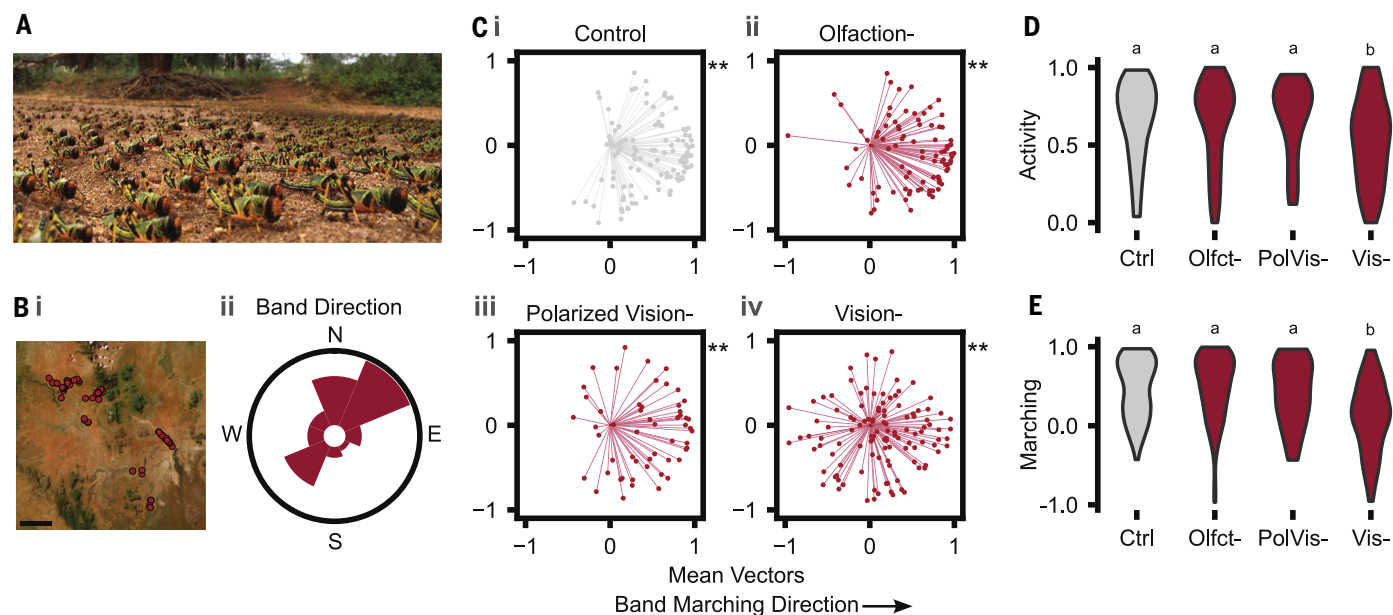 A
B i
ii
Band Direction
N
W
E
S
C i
Control
**
1
0
−1
−1
0
1
ii
Olfaction-
**
1
0
−1
−1
0
1
iii
Polarized Vision-
**
1
0
−1
−1
0
1
iv
Vision-
**
1
0
−1
−1
0
1
Mean Vectors
Band Marching Direction
D
a a a b
Activity
1.0
0.5
0.0
Ctrl Olfct- PolVis- Vis-
E
a a a b
Marching
1.0
0.0
-1.0
Ctrl Olfct- PolVis- Vis-